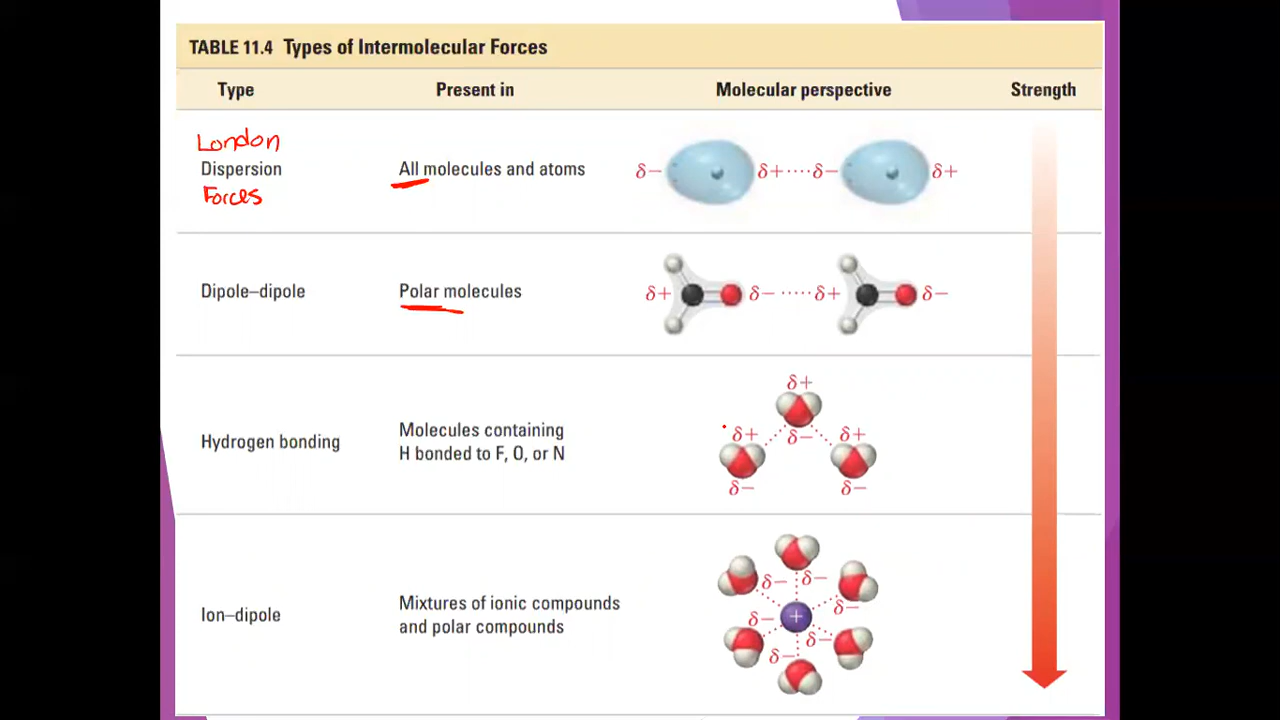 TABLE 11.4 Types of Intermolecular Forces
Type Present in Molecular perspective Strength
London
Dispersion
Forces
All molecules and atoms
δ− δ+ ···· δ− δ+
Dipole–dipole
Polar molecules
δ+ δ− ····· δ+ δ−
Hydrogen bonding
Molecules containing
H bonded to F, O, or N
δ+
δ+ δ− δ+
δ− δ−
Ion–dipole
Mixtures of ionic compounds
and polar compounds
δ− δ−
δ−
δ− +
δ−
δ−